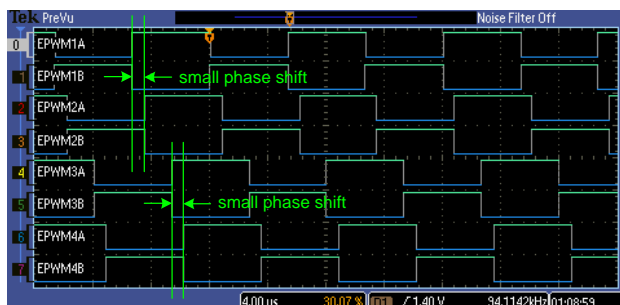 Tek PreVu Noise Filter Off
0 EPWM1A
1 EPWM1B small phase shift
2 EPWM2A
3 EPWM2B
4 EPWM3A
5 EPWM3B small phase shift
6 EPWM4A
7 EPWM4B
4.00 us 30.07 % D1 1.40 V 94.1142kHz 01:08:59